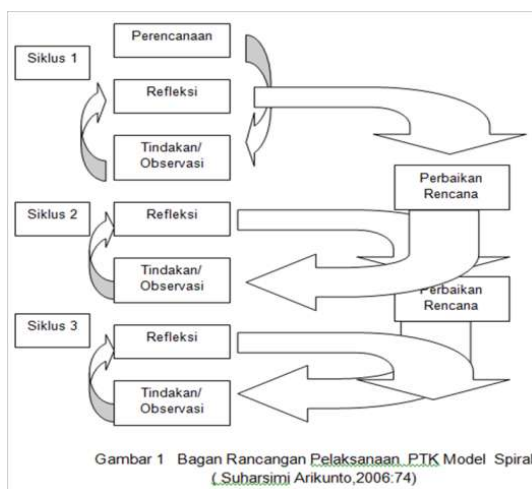 Perencanaan
Siklus 1
Refleksi
Tindakan/
Observasi
Perbaikan
Rencana
Siklus 2
Refleksi
Tindakan/
Observasi
Perbaikan
Rencana
Siklus 3
Refleksi
Tindakan/
Observasi
Gambar 1 Bagan Rancangan Pelaksanaan PTK Model Spiral
( Suharsimi Arikunto,2006:74)